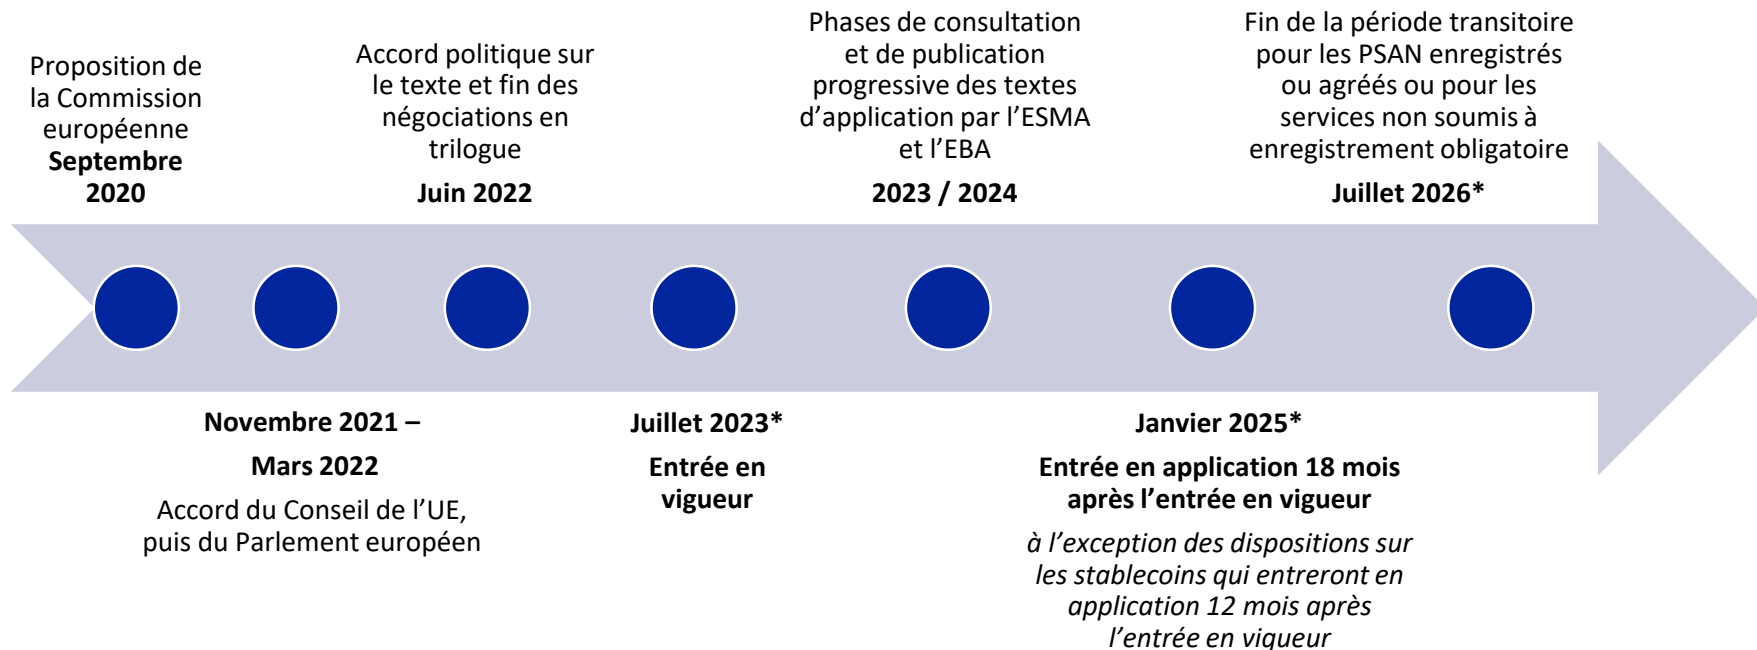 Proposition de
la Commission
européenne
Septembre
2020
Accord politique sur
le texte et fin des
négociations en
trilogue
Juin 2022
Phases de consultation
et de publication
progressive des textes
d’application par l’ESMA
et l’EBA
2023 / 2024
Fin de la période transitoire
pour les PSAN enregistrés
ou agréés ou pour les
services non soumis à
enregistrement obligatoire
Juillet 2026*
Novembre 2021 –
Mars 2022
Accord du Conseil de l’UE,
puis du Parlement européen
Juillet 2023*
Entrée en
vigueur
Janvier 2025*
Entrée en application 18 mois
après l’entrée en vigueur
à l’exception des dispositions sur
les stablecoins qui entreront en
application 12 mois après
l’entrée en vigueur